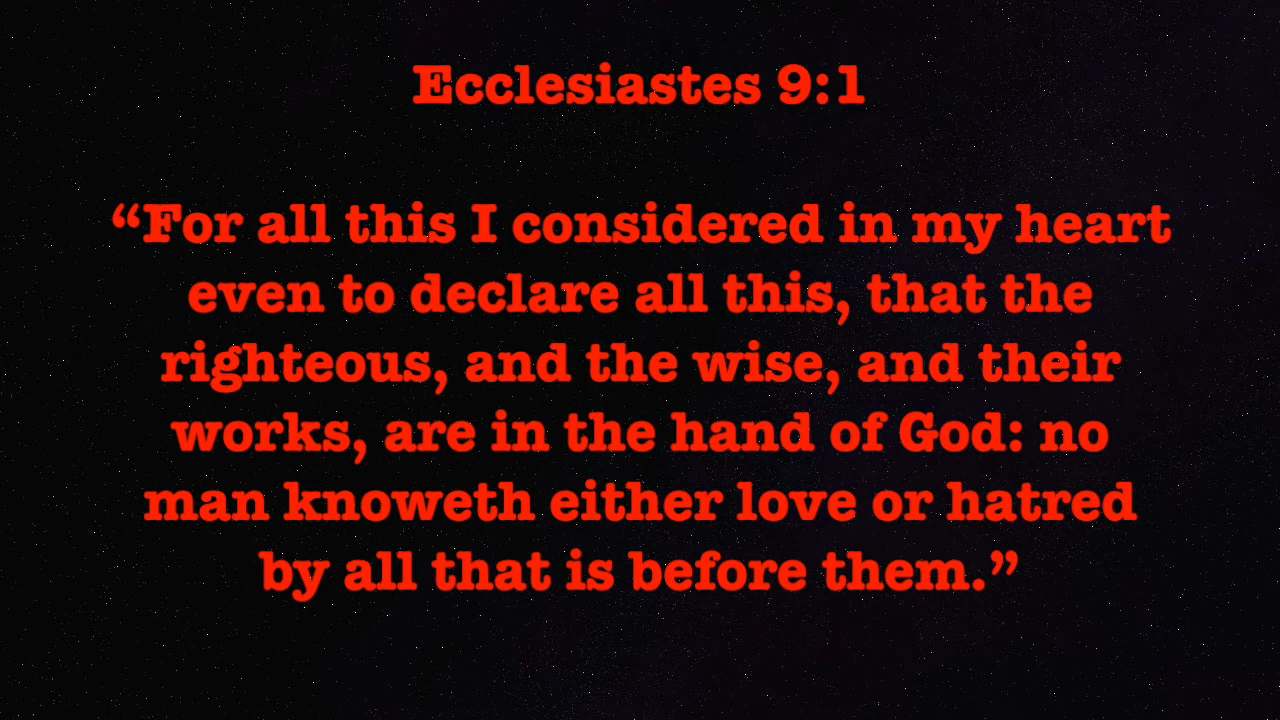 Ecclesiastes 9:1
“For all this I considered in my heart
even to declare all this, that the
righteous, and the wise, and their
works, are in the hand of God: no
man knoweth either love or hatred
by all that is before them.”